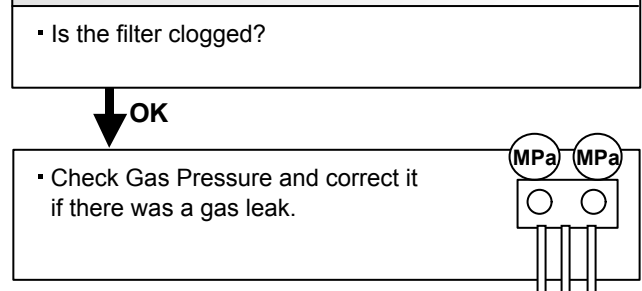 ▪ Is the filter clogged?
OK
MPa MPa
▪ Check Gas Pressure and correct it
if there was a gas leak.